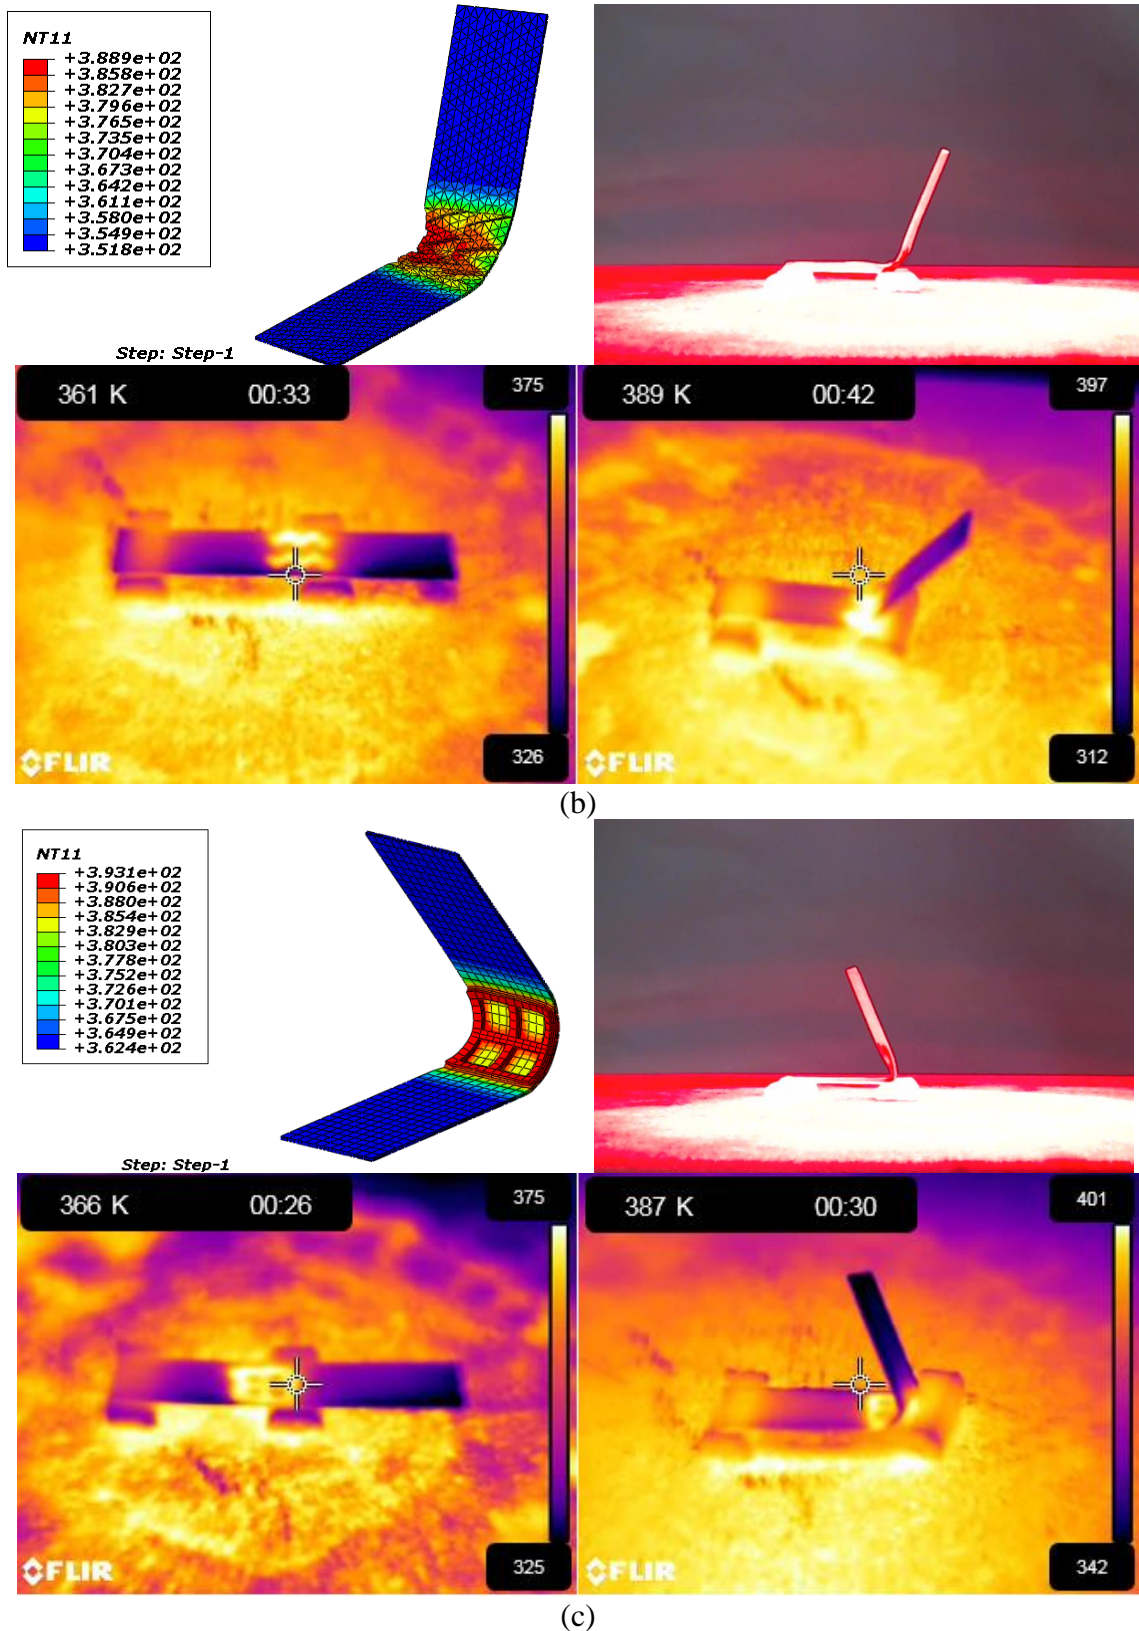 NT11
+3.889e+02
+3.858e+02
+3.827e+02
+3.796e+02
+3.765e+02
+3.735e+02
+3.704e+02
+3.673e+02
+3.642e+02
+3.611e+02
+3.580e+02
+3.549e+02
+3.518e+02
Step: Step-1
361 K 00:33 375
FLIR 326
389 K 00:42 397
312
(b)
NT11
+3.931e+02
+3.906e+02
+3.880e+02
+3.854e+02
+3.829e+02
+3.803e+02
+3.778e+02
+3.752e+02
+3.726e+02
+3.701e+02
+3.675e+02
+3.649e+02
+3.624e+02
Step: Step-1
366 K 00:26 375
FLIR 325
387 K 00:30 401
FLIR 342
(c)